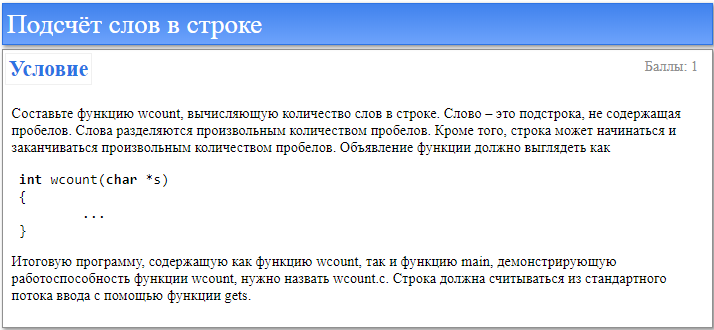 Подсчёт слов в строке
Условие
Баллы: 1
Составьте функцию wcount, вычисляющую количество слов в строке. Слово – это подстрока, не содержащая
пробелов. Слова разделяются произвольным количеством пробелов. Кроме того, строка может начинаться и
заканчиваться произвольным количеством пробелов. Объявление функции должно выглядеть как
int wcount(char *s)
{
...
}
Итоговую программу, содержащую как функцию wcount, так и функцию main, демонстрирующую
работоспособность функции wcount, нужно назвать wcount.c. Строка должна считываться из стандартного
потока ввода с помощью функции gets.